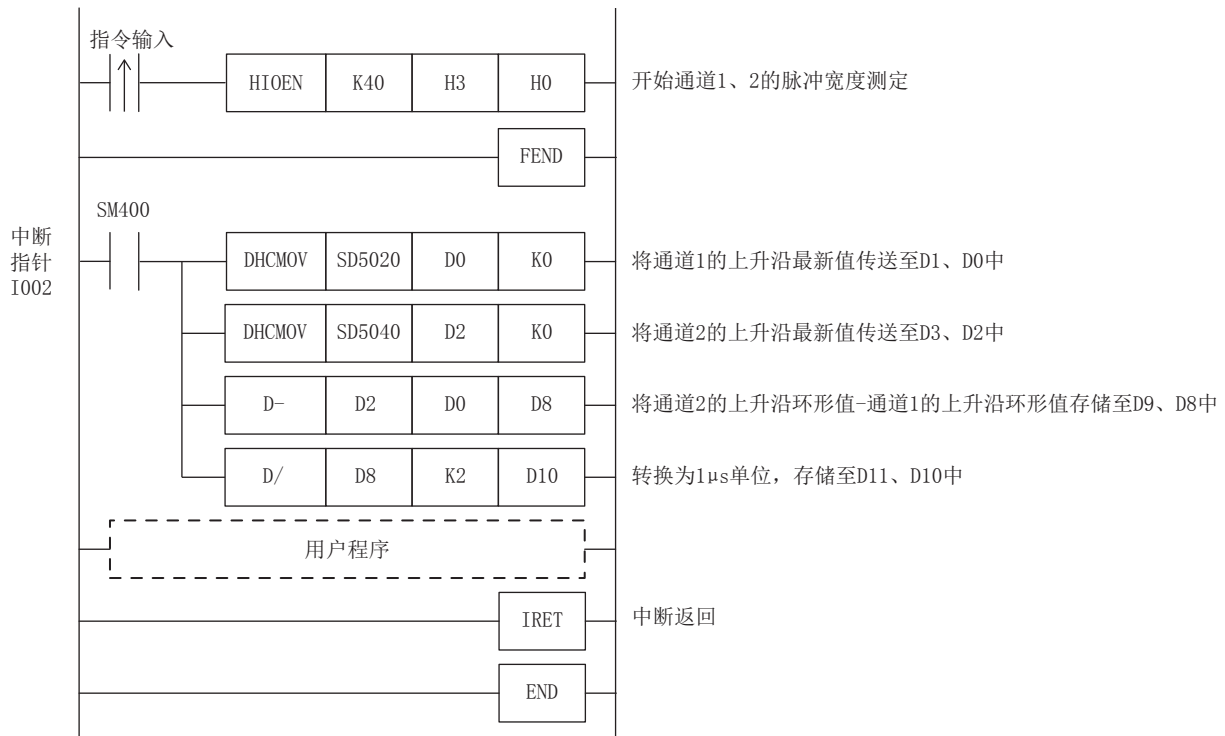 指令输入
HIOEN K40 H3 H0 开始通道1、2的脉冲宽度测定
FEND
SM400
中断
指针
I002
DHCMOV SD5020 D0 K0 将通道1的上升沿最新值传送至D1、D0中
DHCMOV SD5040 D2 K0 将通道2的上升沿最新值传送至D3、D2中
D- D2 D0 D8 将通道2的上升沿环形值-通道1的上升沿环形值存储至D9、D8中
D/ D8 K2 D10 转换为1μs单位，存储至D11、D10中
用户程序
IRET 中断返回
END